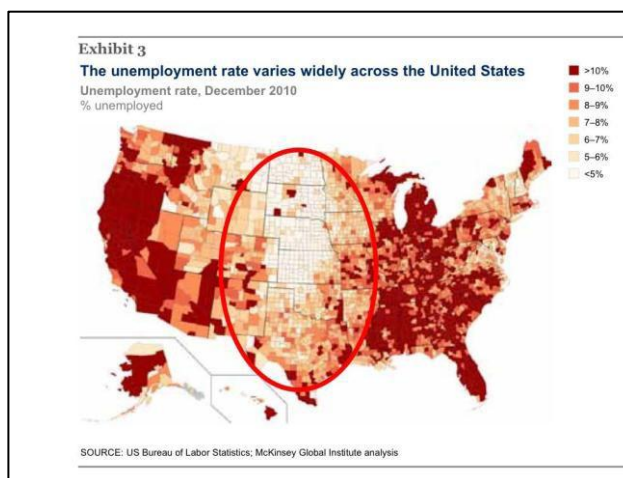 Exhibit 3
The unemployment rate varies widely across the United States
Unemployment rate, December 2010
% unemployed
>10%
9–10%
8–9%
7–8%
6–7%
5–6%
<5%
SOURCE: US Bureau of Labor Statistics; McKinsey Global Institute analysis